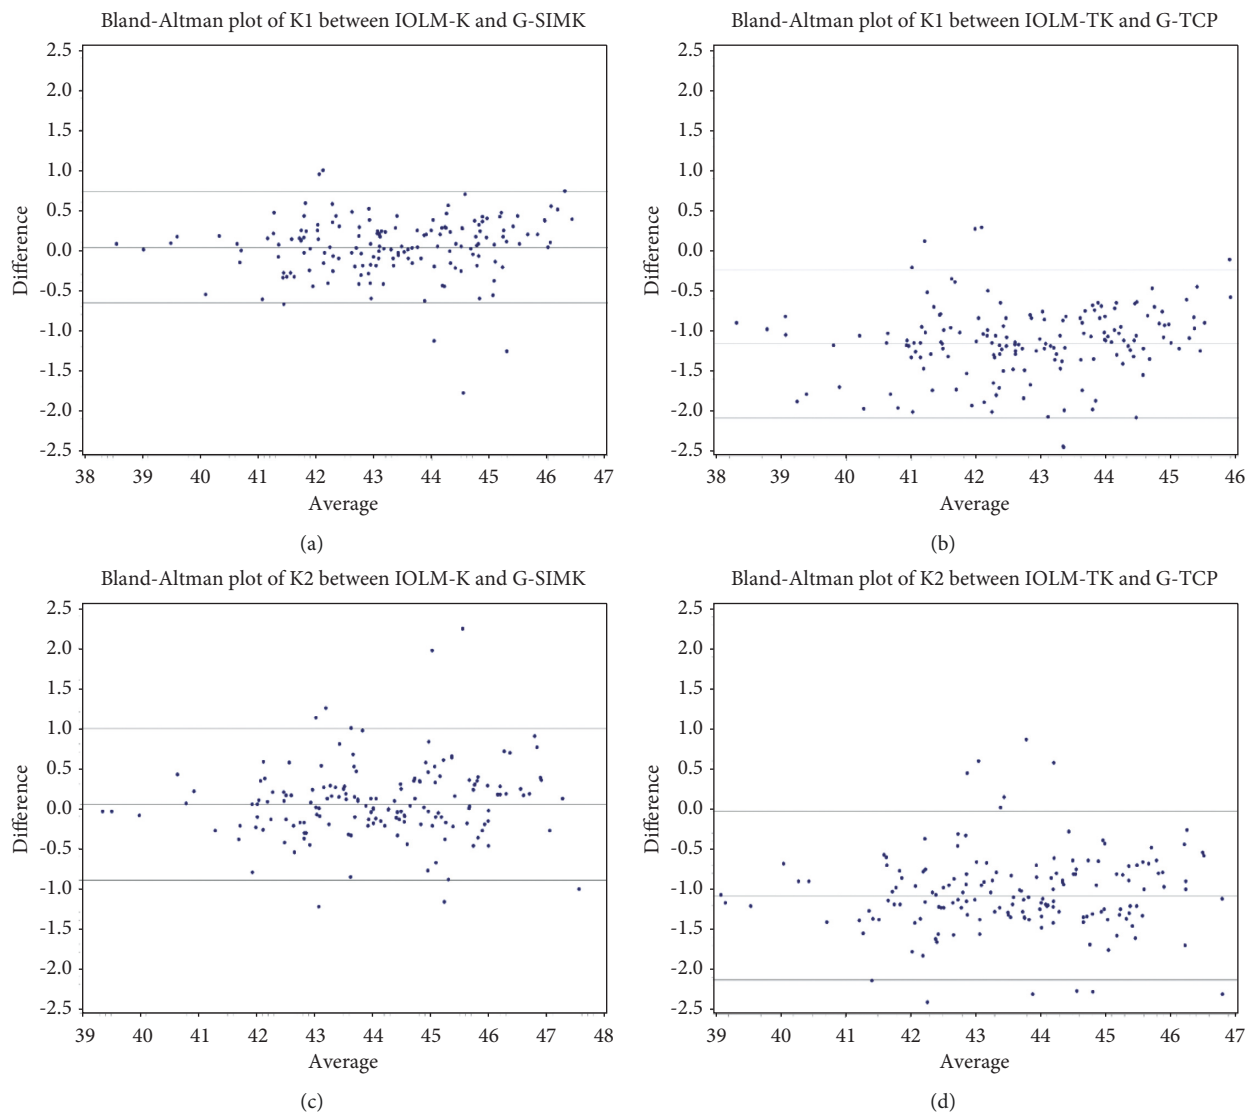 Bland-Altman plot of K1 between IOLM-K and G-SIMK
2.5
2.0
1.5
1.0
0.5
0.0
-0.5
-1.0
-1.5
-2.0
-2.5
Difference
38 39 40 41 42 43 44 45 46 47
Average
(a)
Bland-Altman plot of K1 between IOLM-TK and G-TCP
2.5
2.0
1.5
1.0
0.5
0.0
-0.5
-1.0
-1.5
-2.0
-2.5
Difference
38 39 40 41 42 43 44 45 46
Average
(b)
Bland-Altman plot of K2 between IOLM-K and G-SIMK
2.5
2.0
1.5
1.0
0.5
0.0
-0.5
-1.0
-1.5
-2.0
-2.5
Difference
39 40 41 42 43 44 45 46 47 48
Average
(c)
Bland-Altman plot of K2 between IOLM-TK and G-TCP
2.5
2.0
1.5
1.0
0.5
0.0
-0.5
-1.0
-1.5
-2.0
-2.5
Difference
39 40 41 42 43 44 45 46 47
Average
(d)